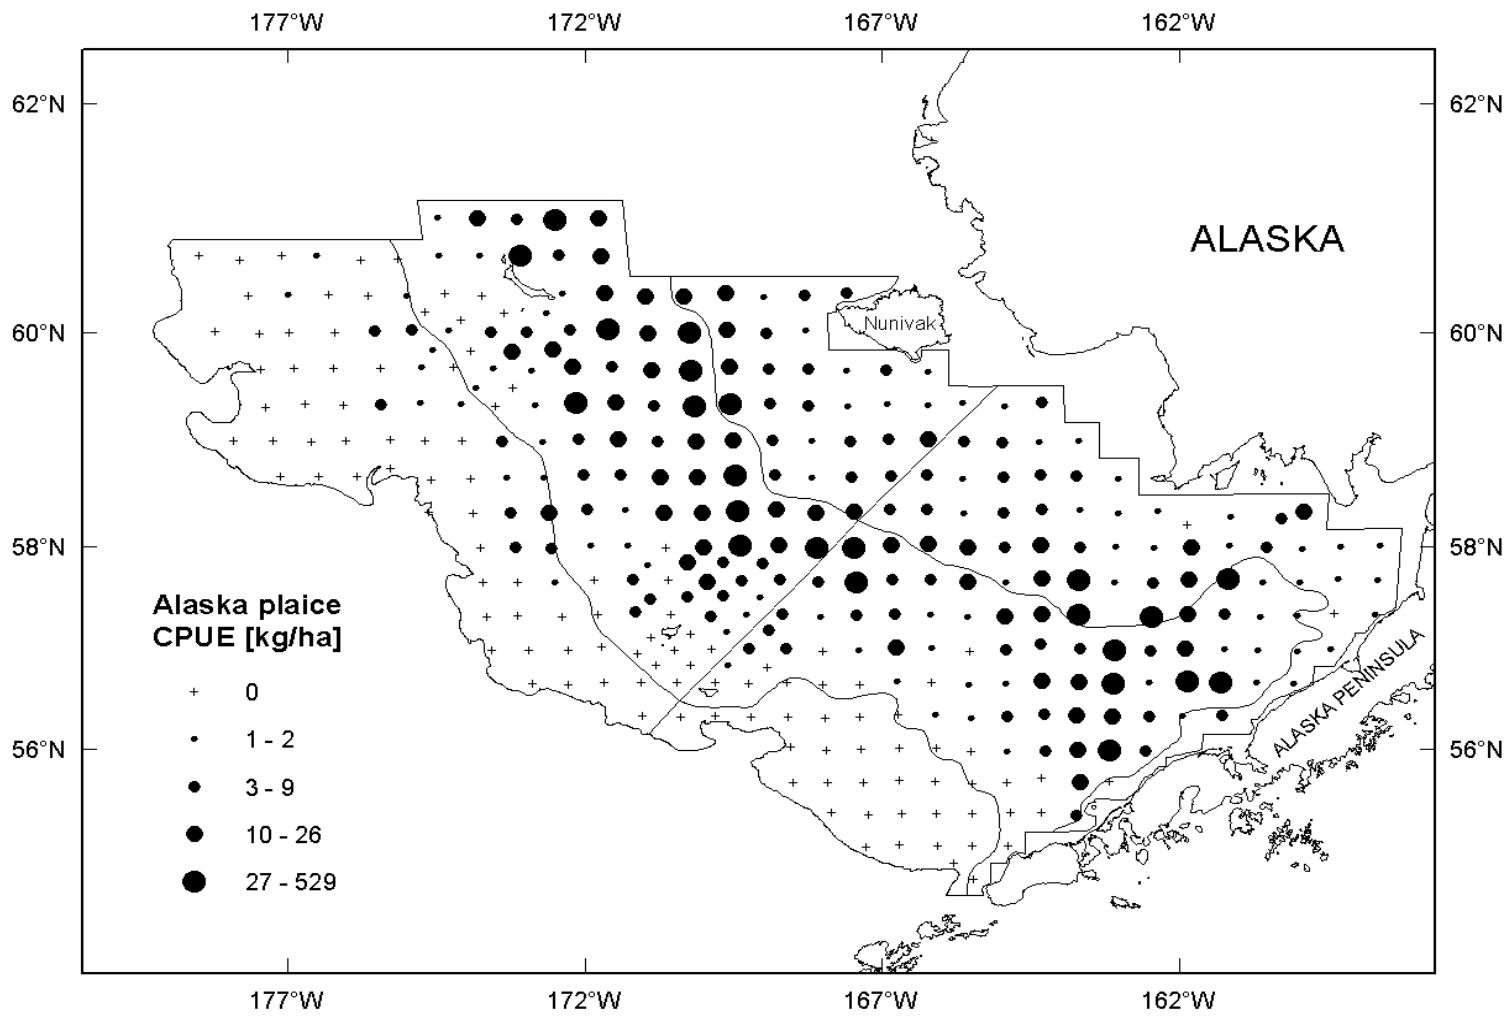 177°W 172°W 167°W 162°W
62°N 62°N
ALASKA
Nunivak
60°N 60°N
58°N 58°N
Alaska plaice
CPUE [kg/ha]
0
1 - 2
3 - 9
10 - 26
27 - 529
ALASKA PENINSULA
56°N 56°N
177°W 172°W 167°W 162°W